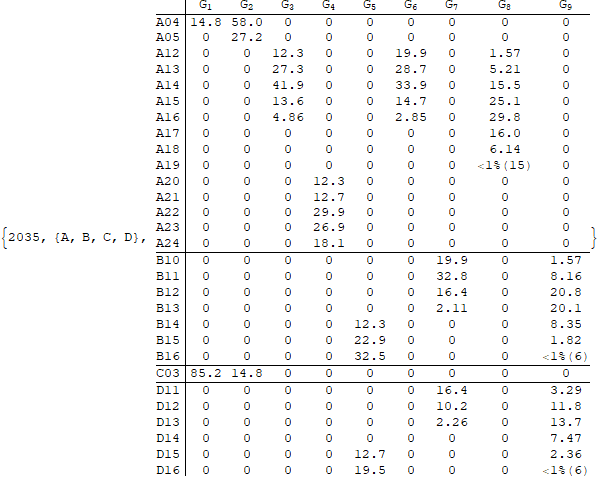 G₁ G₂ G₃ G₄ G₅ G₆ G₇ G₈ G₉
A04 14.8 58.0 0 0 0 0 0 0 0
A05 0 27.2 0 0 0 0 0 0 0
A12 0 0 12.3 0 0 19.9 0 1.57 0
A13 0 0 27.3 0 0 28.7 0 5.21 0
A14 0 0 41.9 0 0 33.9 0 15.5 0
A15 0 0 13.6 0 0 14.7 0 25.1 0
A16 0 0 4.86 0 0 2.85 0 29.8 0
A17 0 0 0 0 0 0 0 16.0 0
A18 0 0 0 0 0 0 0 6.14 0
A19 0 0 0 0 0 0 0 <1%(15) 0
A20 0 0 0 12.3 0 0 0 0 0
A21 0 0 0 12.7 0 0 0 0 0
A22 0 0 0 29.9 0 0 0 0 0
A23 0 0 0 26.9 0 0 0 0 0
{2035, {A, B, C, D}, A24 0 0 0 18.1 0 0 0 0 0 }
B10 0 0 0 0 0 0 19.9 0 1.57
B11 0 0 0 0 0 0 32.8 0 8.16
B12 0 0 0 0 0 0 16.4 0 20.8
B13 0 0 0 0 0 0 2.11 0 20.1
B14 0 0 0 0 12.3 0 0 0 8.35
B15 0 0 0 0 22.9 0 0 0 1.82
B16 0 0 0 0 32.5 0 0 0 <1%(6)
C03 85.2 14.8 0 0 0 0 0 0 0
D11 0 0 0 0 0 0 16.4 0 3.29
D12 0 0 0 0 0 0 10.2 0 11.8
D13 0 0 0 0 0 0 2.26 0 13.7
D14 0 0 0 0 0 0 0 0 7.47
D15 0 0 0 0 12.7 0 0 0 2.36
D16 0 0 0 0 19.5 0 0 0 <1%(6)